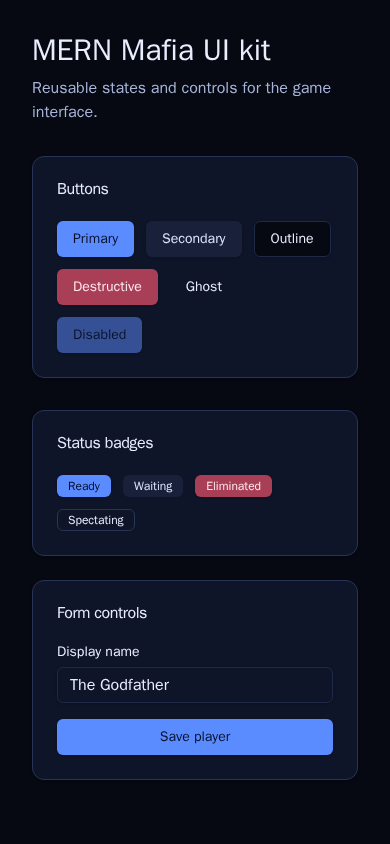 MERN Mafia UI kit
Reusable states and controls for the game
interface.
Buttons
Primary Secondary Outline
Destructive Ghost
Disabled
Status badges
Ready Waiting Eliminated
Spectating
Form controls
Display name
The Godfather
Save player